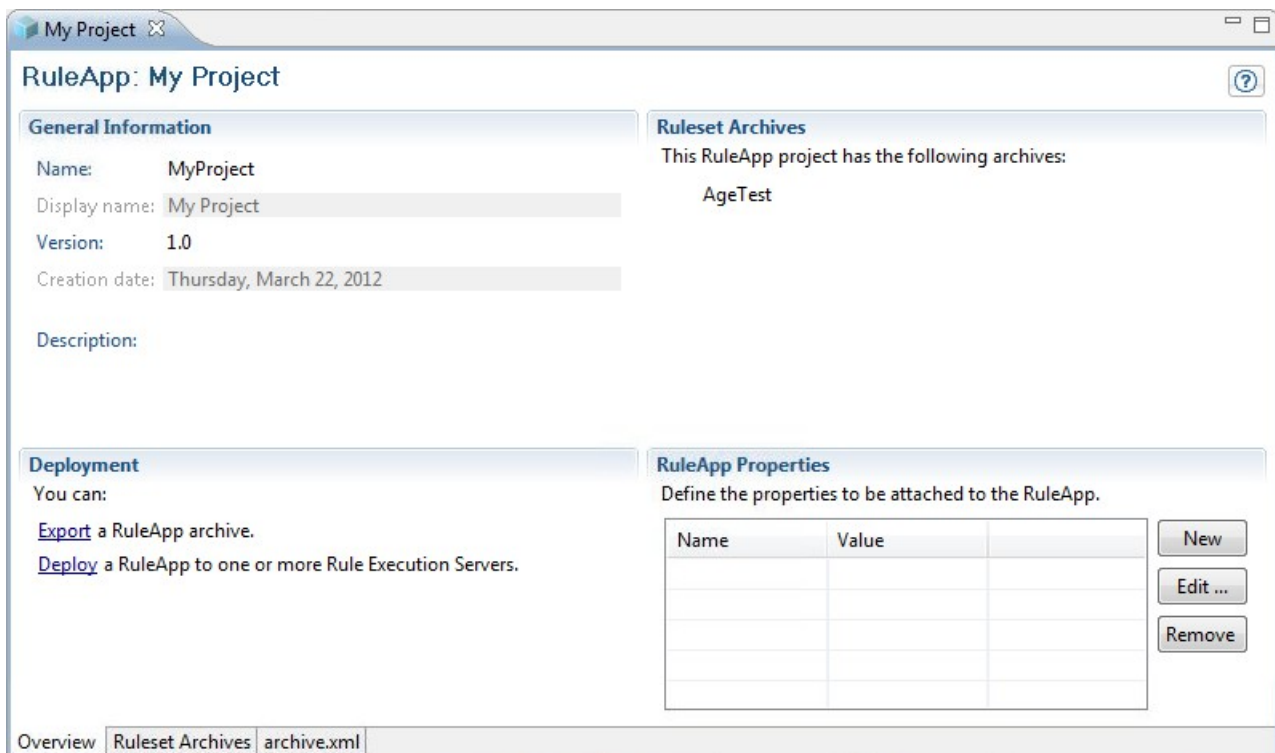 My Project
RuleApp: My Project
General Information
Name: MyProject
Display name: My Project
Version: 1.0
Creation date: Thursday, March 22, 2012
Description:
Ruleset Archives
This RuleApp project has the following archives:
AgeTest
Deployment
You can:
Export a RuleApp archive.
Deploy a RuleApp to one or more Rule Execution Servers.
RuleApp Properties
Define the properties to be attached to the RuleApp.
Name Value
New
Edit ...
Remove
Overview Ruleset Archives archive.xml